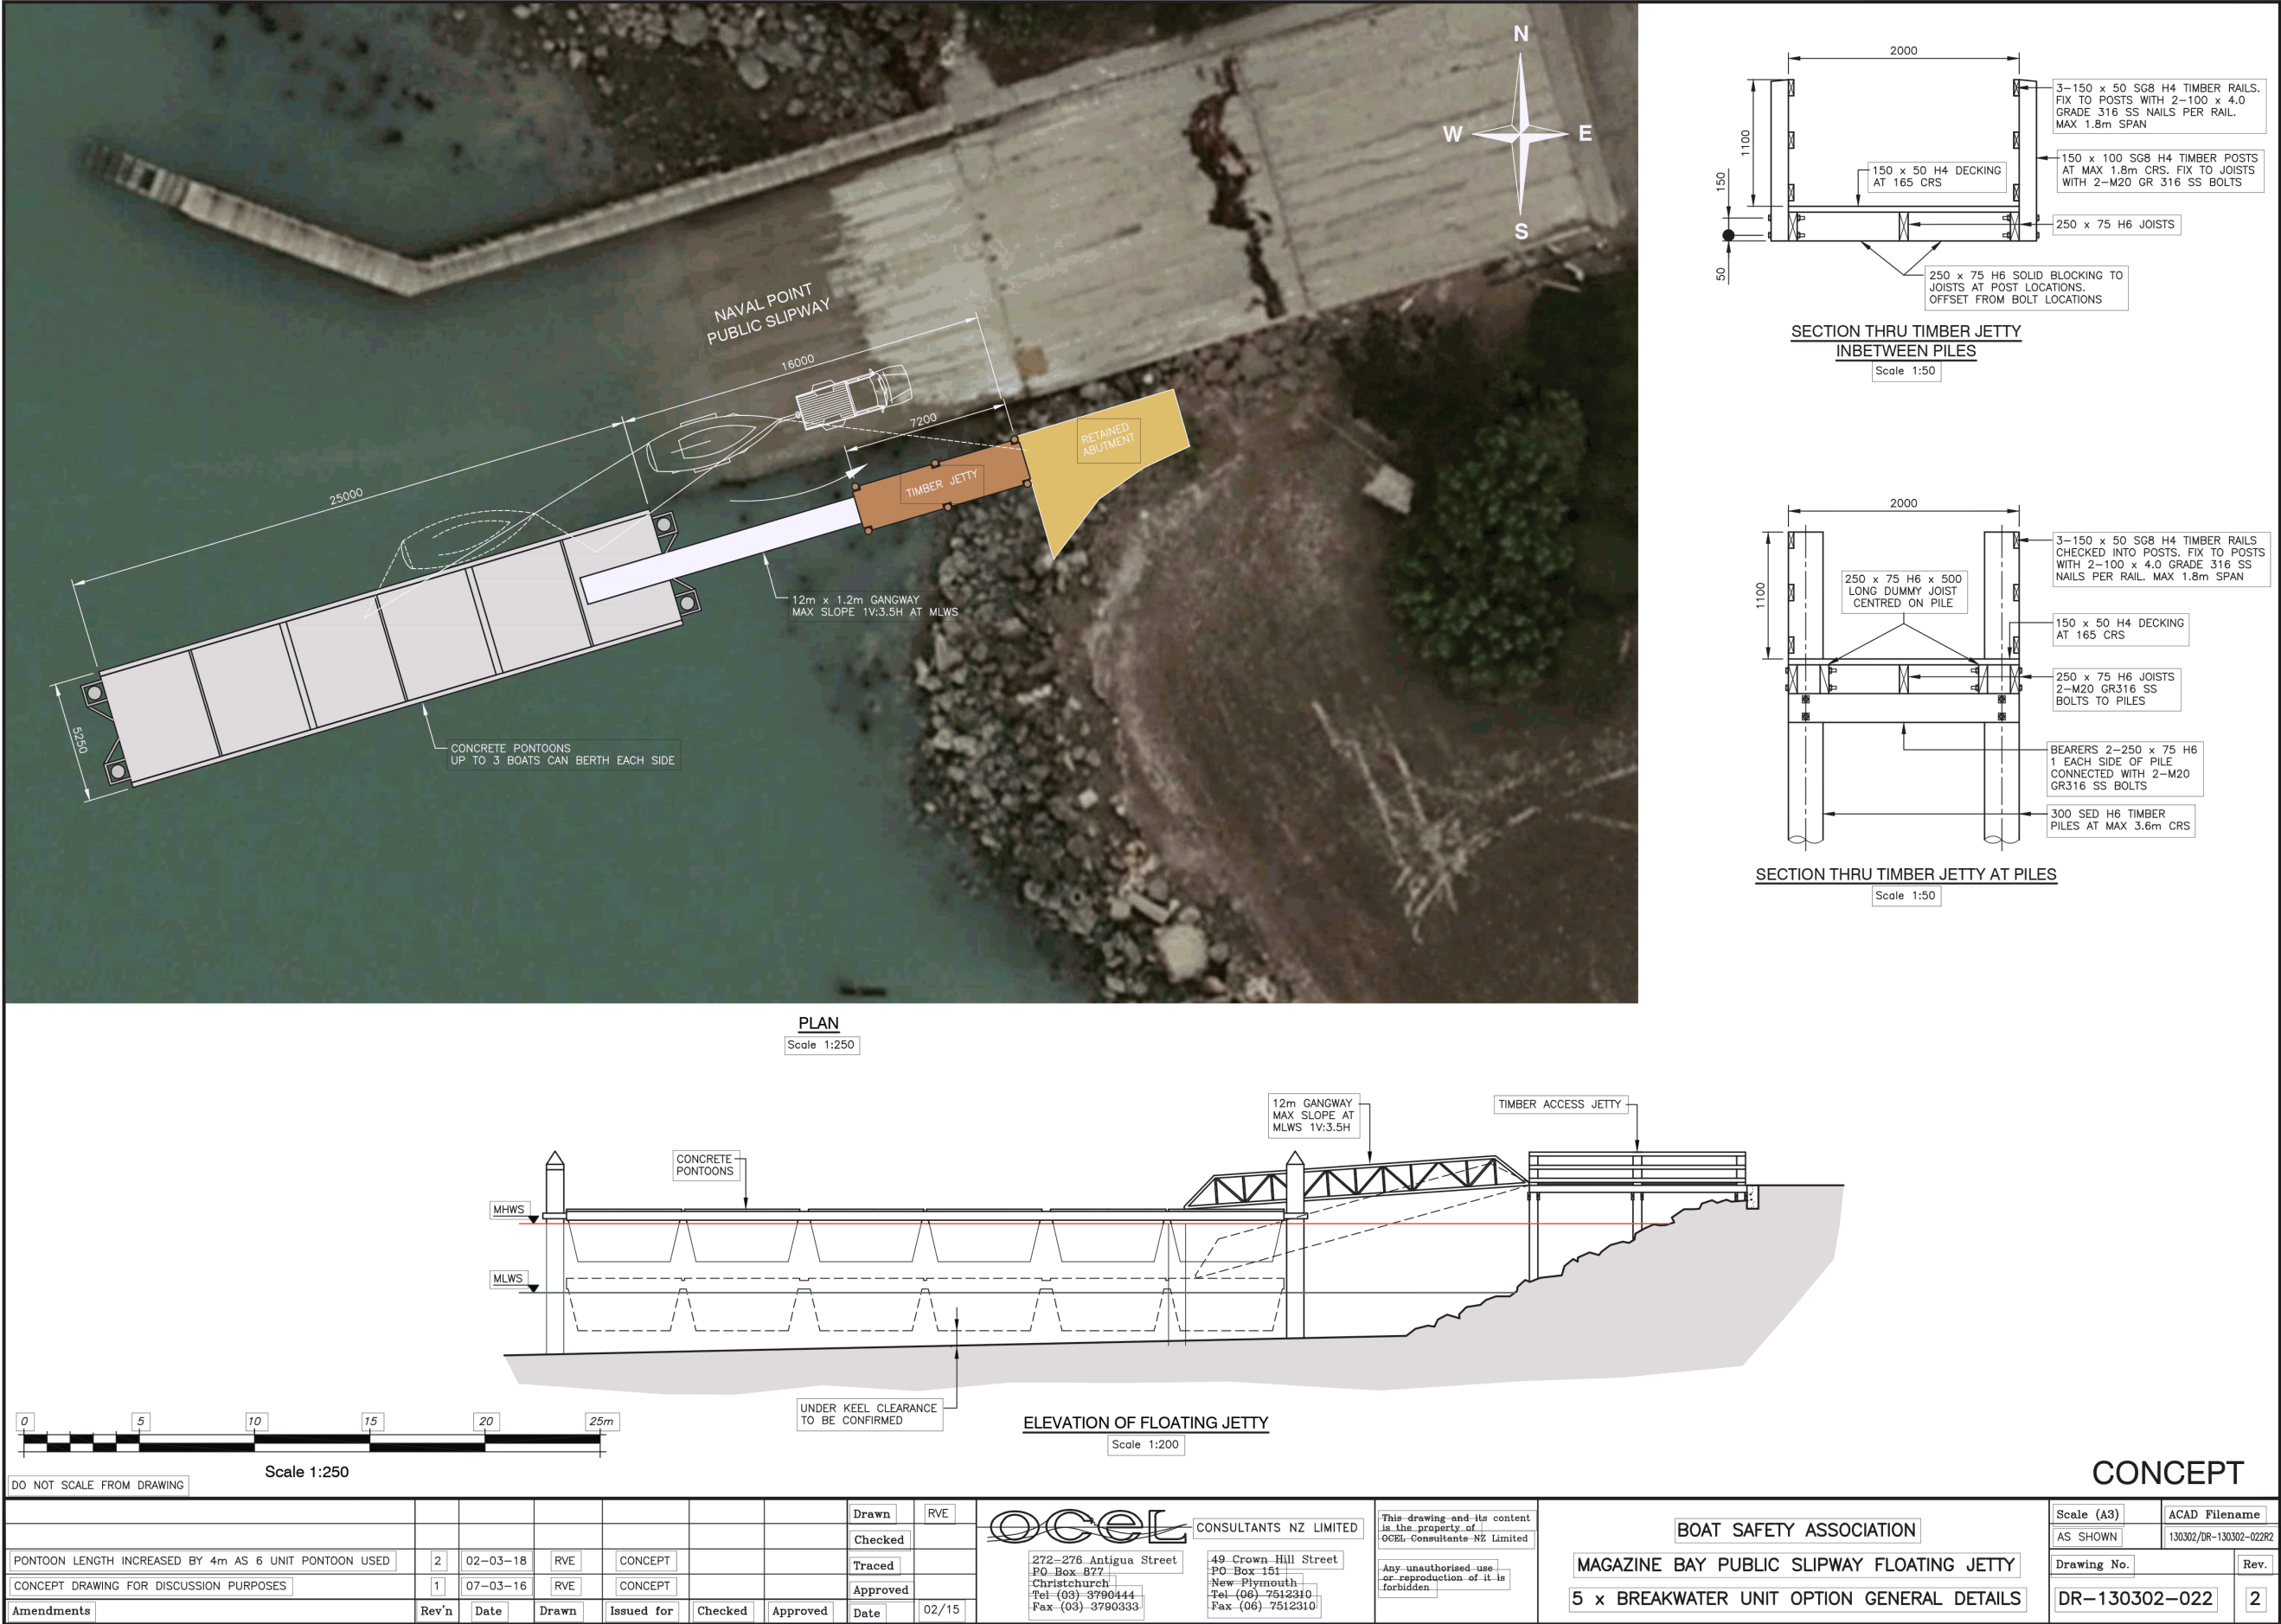 N
W
E
S
NAVAL POINT
PUBLIC SLIPWAY
16000
7200
25000
5250
RETAINED
ABUTMENT
TIMBER JETTY
12m x 1.2m GANGWAY
MAX SLOPE 1V:3.5H AT MLWS
CONCRETE PONTOONS
UP TO 3 BOATS CAN BERTH EACH SIDE
PLAN
Scale 1:250
2000
1100
150
50
3-150 x 50 SG8 H4 TIMBER RAILS.
FIX TO POSTS WITH 2-100 x 4.0
GRADE 316 SS NAILS PER RAIL.
MAX 1.8m SPAN
150 x 100 SG8 H4 TIMBER POSTS
AT MAX 1.8m CRS. FIX TO JOISTS
WITH 2-M20 GR 316 SS BOLTS
150 x 50 H4 DECKING
AT 165 CRS
250 x 75 H6 JOISTS
250 x 75 H6 SOLID BLOCKING TO
JOISTS AT POST LOCATIONS.
OFFSET FROM BOLT LOCATIONS
SECTION THRU TIMBER JETTY
INBETWEEN PILES
Scale 1:50
2000
1100
3-150 x 50 SG8 H4 TIMBER RAILS
CHECKED INTO POSTS. FIX TO POSTS
WITH 2-100 x 4.0 GRADE 316 SS
NAILS PER RAIL. MAX 1.8m SPAN
250 x 75 H6 x 500
LONG DUMMY JOIST
CENTRED ON PILE
150 x 50 H4 DECKING
AT 165 CRS
250 x 75 H6 JOISTS
2-M20 GR316 SS
BOLTS TO PILES
BEARERS 2-250 x 75 H6
1 EACH SIDE OF PILE
CONNECTED WITH 2-M20
GR316 SS BOLTS
300 SED H6 TIMBER
PILES AT MAX 3.6m CRS
SECTION THRU TIMBER JETTY AT PILES
Scale 1:50
12m GANGWAY
MAX SLOPE AT
MLWS 1V:3.5H
TIMBER ACCESS JETTY
CONCRETE
PONTOONS
MHWS
MLWS
UNDER KEEL CLEARANCE
TO BE CONFIRMED
ELEVATION OF FLOATING JETTY
Scale 1:200
0 5 10 15 20 25m
Scale 1:250
DO NOT SCALE FROM DRAWING
CONCEPT
PONTOON LENGTH INCREASED BY 4m AS 6 UNIT PONTOON USED 2 02-03-18 RVE CONCEPT
CONCEPT DRAWING FOR DISCUSSION PURPOSES 1 07-03-16 RVE CONCEPT
Amendments Rev'n Date Drawn Issued for Checked Approved
Drawn RVE
Checked
Traced
Approved
Date 02/15
OCEL CONSULTANTS NZ LIMITED
272-276 Antigua Street
PO Box 877
Christchurch
Tel (03) 3790444
Fax (03) 3790333
49 Crown Hill Street
PO Box 151
New Plymouth
Tel (06) 7512310
Fax (06) 7512310
This drawing and its content
is the property of
OCEL Consultants NZ Limited
Any unauthorised use
or reproduction of it is
forbidden
BOAT SAFETY ASSOCIATION
MAGAZINE BAY PUBLIC SLIPWAY FLOATING JETTY
5 x BREAKWATER UNIT OPTION GENERAL DETAILS
Scale (A3)
AS SHOWN
ACAD Filename
130302/DR-130302-022R2
Drawing No.
DR-130302-022
Rev.
2